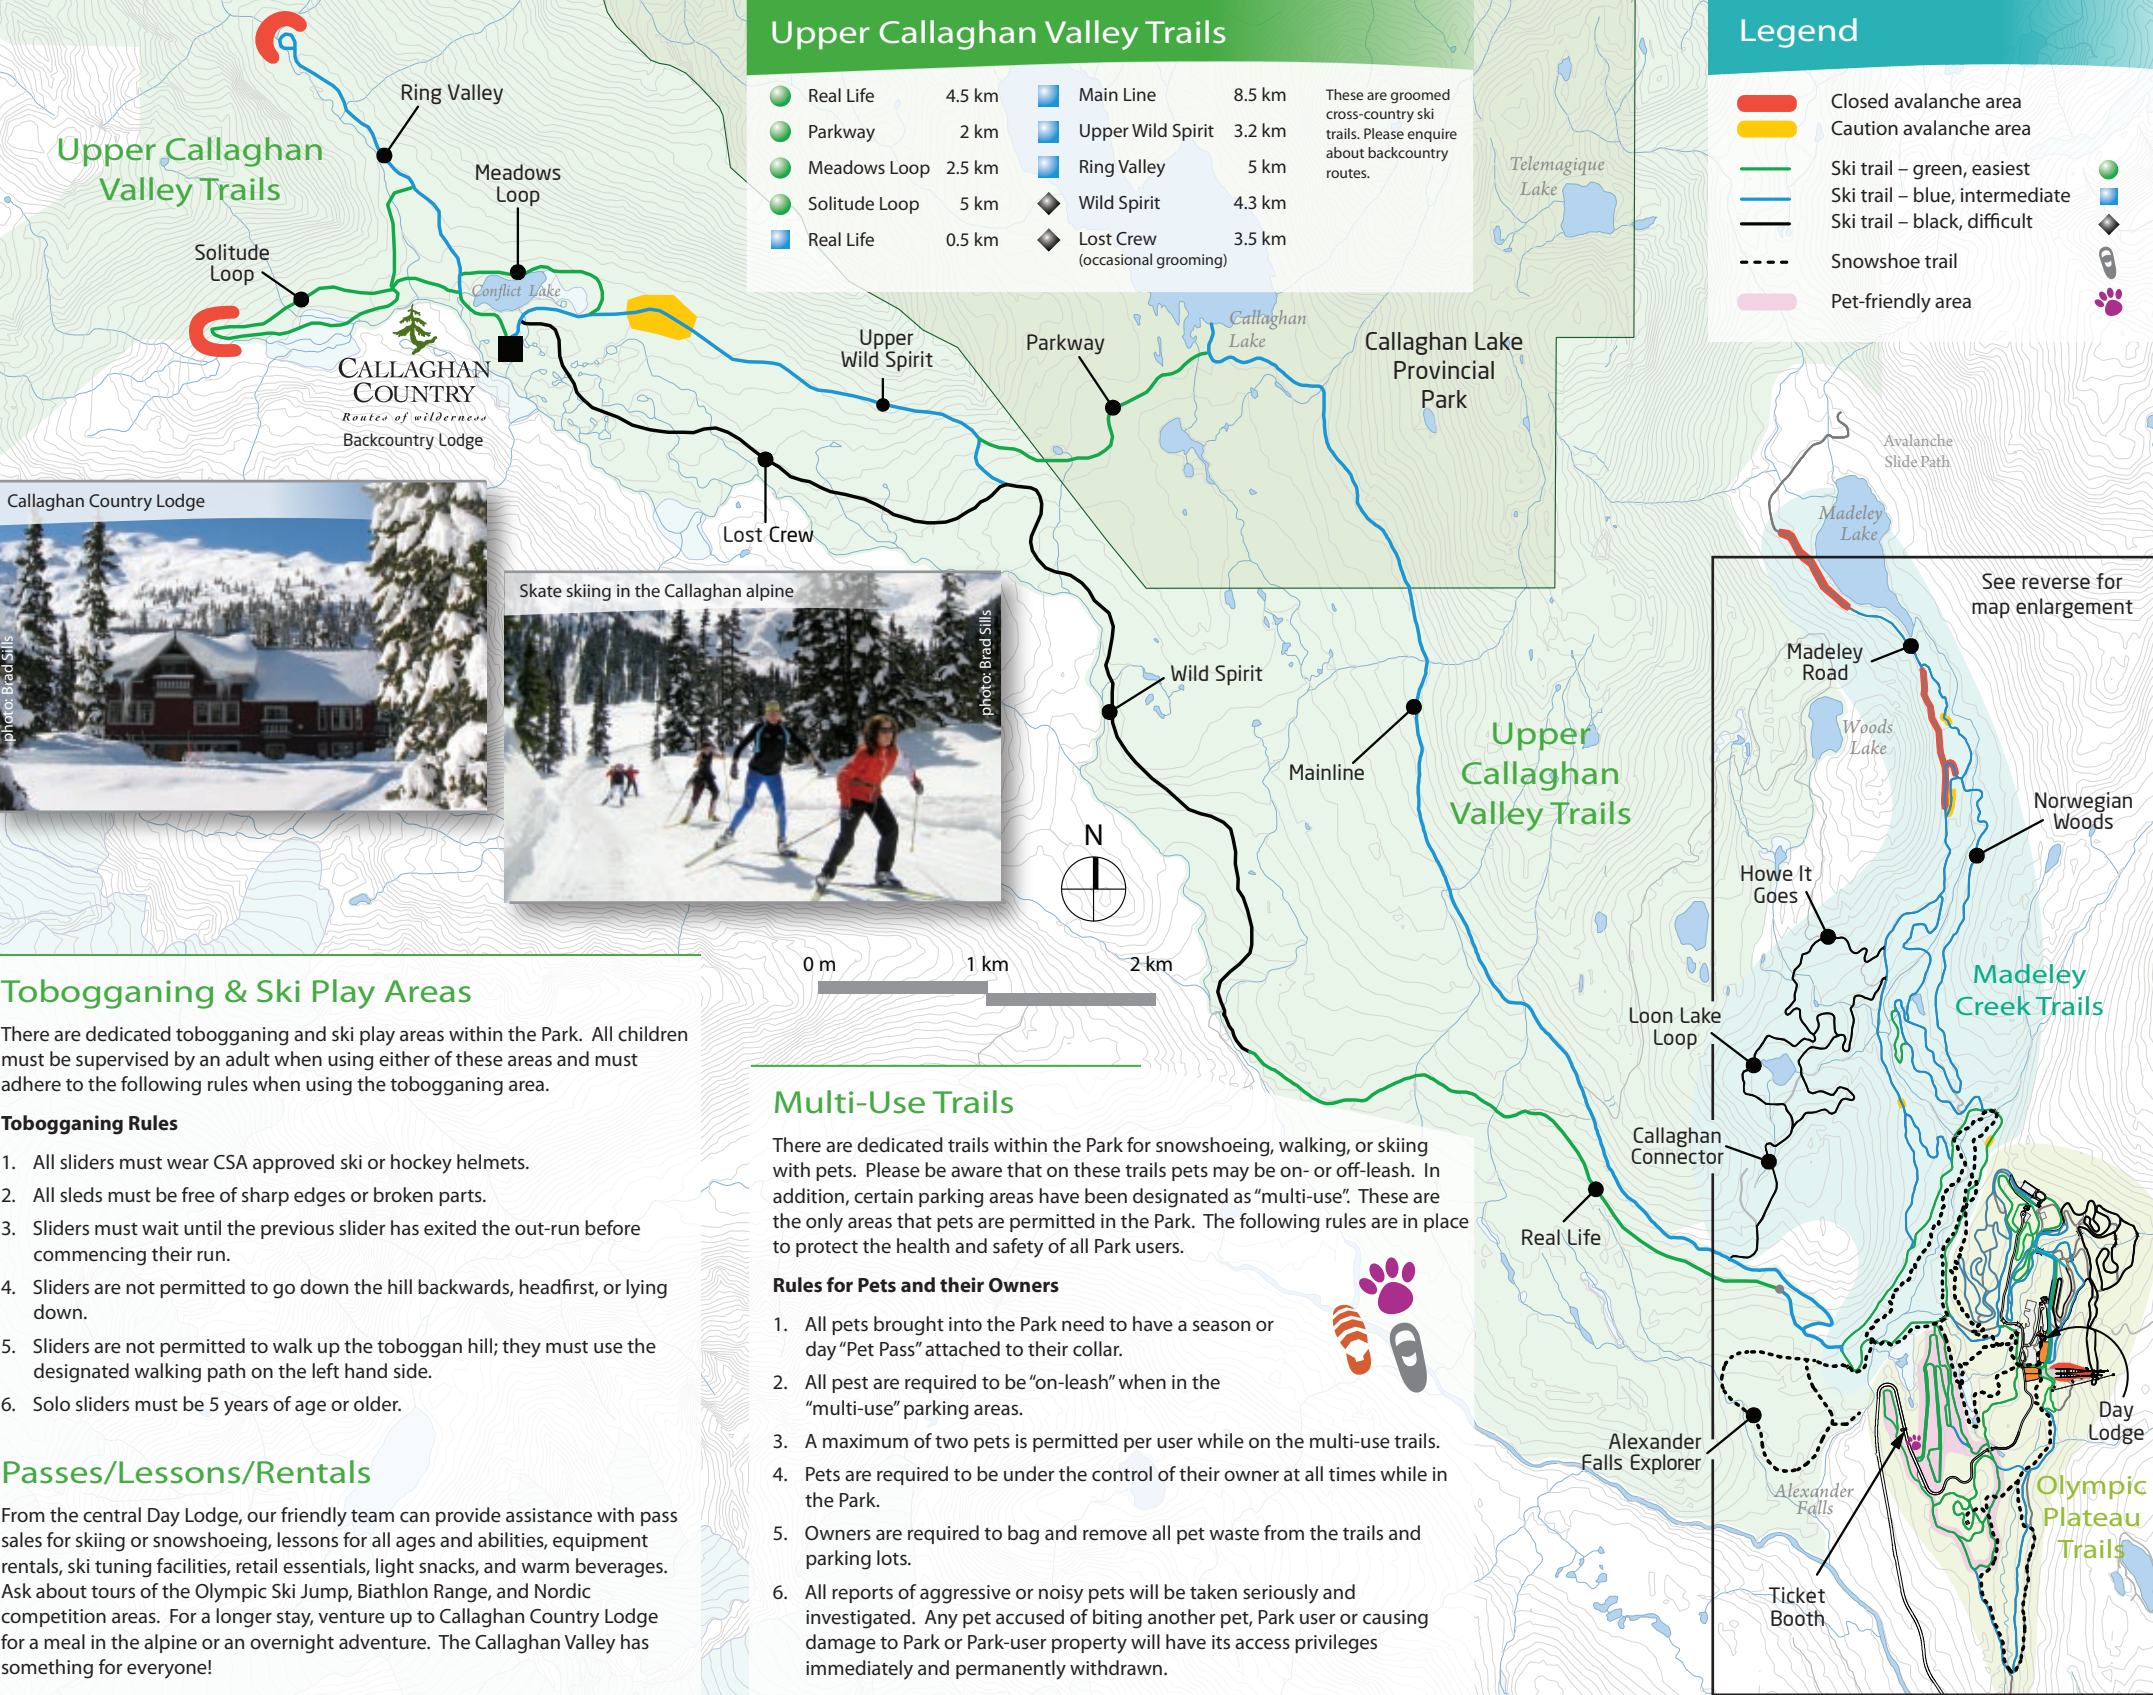 Upper Callaghan Valley Trails
Real Life 4.5 km
Parkway 2 km
Meadows Loop 2.5 km
Solitude Loop 5 km
Real Life 0.5 km
Main Line 8.5 km
Upper Wild Spirit 3.2 km
Ring Valley 5 km
Wild Spirit 4.3 km
Lost Crew 3.5 km
(occasional grooming)
These are groomed
cross-country ski
trails. Please enquire
about backcountry
routes.
Legend
Closed avalanche area
Caution avalanche area
Ski trail – green, easiest
Ski trail – blue, intermediate
Ski trail – black, difficult
Snowshoe trail
Pet-friendly area
Ring Valley
Upper Callaghan
Valley Trails
Meadows
Loop
Solitude
Loop
Conflict Lake
CALLAGHAN
COUNTRY
Routes of wilderness
Backcountry Lodge
Upper
Wild Spirit
Parkway
Callaghan
Lake
Callaghan Lake
Provincial
Park
Telemagique
Lake
Avalanche
Slide Path
Madeley
Lake
Lost Crew
Callaghan Country Lodge
photo: Brad Sills
Skate skiing in the Callaghan alpine
photo: Brad Sills
See reverse for
map enlargement
Madeley
Road
Woods
Lake
Wild Spirit
Mainline
Upper
Callaghan
Valley Trails
Norwegian
Woods
Howe It
Goes
N
0 m 1 km 2 km
Madeley
Creek Trails
Loon Lake
Loop
Callaghan
Connector
Real Life
Alexander
Falls Explorer
Alexander
Falls
Day
Lodge
Olympic
Plateau
Trails
Ticket
Booth
Tobogganing & Ski Play Areas
There are dedicated tobogganing and ski play areas within the Park. All children
must be supervised by an adult when using either of these areas and must
adhere to the following rules when using the tobogganing area.
Tobogganing Rules
1. All sliders must wear CSA approved ski or hockey helmets.
2. All sleds must be free of sharp edges or broken parts.
3. Sliders must wait until the previous slider has exited the out-run before
commencing their run.
4. Sliders are not permitted to go down the hill backwards, headfirst, or lying
down.
5. Sliders are not permitted to walk up the toboggan hill; they must use the
designated walking path on the left hand side.
6. Solo sliders must be 5 years of age or older.
Passes/Lessons/Rentals
From the central Day Lodge, our friendly team can provide assistance with pass
sales for skiing or snowshoeing, lessons for all ages and abilities, equipment
rentals, ski tuning facilities, retail essentials, light snacks, and warm beverages.
Ask about tours of the Olympic Ski Jump, Biathlon Range, and Nordic
competition areas. For a longer stay, venture up to Callaghan Country Lodge
for a meal in the alpine or an overnight adventure. The Callaghan Valley has
something for everyone!
Multi-Use Trails
There are dedicated trails within the Park for snowshoeing, walking, or skiing
with pets. Please be aware that on these trails pets may be on- or off-leash. In
addition, certain parking areas have been designated as “multi-use”. These are
the only areas that pets are permitted in the Park. The following rules are in place
to protect the health and safety of all Park users.
Rules for Pets and their Owners
1. All pets brought into the Park need to have a season or
day “Pet Pass” attached to their collar.
2. All pest are required to be “on-leash” when in the
“multi-use” parking areas.
3. A maximum of two pets is permitted per user while on the multi-use trails.
4. Pets are required to be under the control of their owner at all times while in
the Park.
5. Owners are required to bag and remove all pet waste from the trails and
parking lots.
6. All reports of aggressive or noisy pets will be taken seriously and
investigated. Any pet accused of biting another pet, Park user or causing
damage to Park or Park-user property will have its access privileges
immediately and permanently withdrawn.